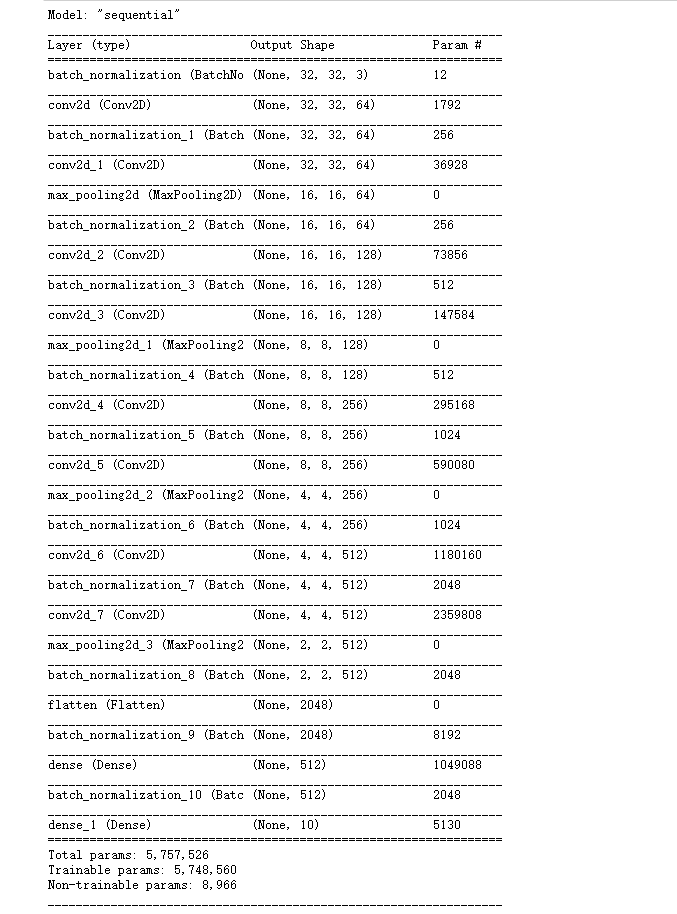 Model: "sequential"
_________________________________________________________________
Layer (type)                 Output Shape              Param #
=================================================================
batch_normalization (BatchNo (None, 32, 32, 3)         12
_________________________________________________________________
conv2d (Conv2D)              (None, 32, 32, 64)        1792
_________________________________________________________________
batch_normalization_1 (Batch (None, 32, 32, 64)        256
_________________________________________________________________
conv2d_1 (Conv2D)            (None, 32, 32, 64)        36928
_________________________________________________________________
max_pooling2d (MaxPooling2D) (None, 16, 16, 64)        0
_________________________________________________________________
batch_normalization_2 (Batch (None, 16, 16, 64)        256
_________________________________________________________________
conv2d_2 (Conv2D)            (None, 16, 16, 128)       73856
_________________________________________________________________
batch_normalization_3 (Batch (None, 16, 16, 128)       512
_________________________________________________________________
conv2d_3 (Conv2D)            (None, 16, 16, 128)       147584
_________________________________________________________________
max_pooling2d_1 (MaxPooling2 (None, 8, 8, 128)         0
_________________________________________________________________
batch_normalization_4 (Batch (None, 8, 8, 128)         512
_________________________________________________________________
conv2d_4 (Conv2D)            (None, 8, 8, 256)         295168
_________________________________________________________________
batch_normalization_5 (Batch (None, 8, 8, 256)         1024
_________________________________________________________________
conv2d_5 (Conv2D)            (None, 8, 8, 256)         590080
_________________________________________________________________
max_pooling2d_2 (MaxPooling2 (None, 4, 4, 256)         0
_________________________________________________________________
batch_normalization_6 (Batch (None, 4, 4, 256)         1024
_________________________________________________________________
conv2d_6 (Conv2D)            (None, 4, 4, 512)         1180160
_________________________________________________________________
batch_normalization_7 (Batch (None, 4, 4, 512)         2048
_________________________________________________________________
conv2d_7 (Conv2D)            (None, 4, 4, 512)         2359808
_________________________________________________________________
max_pooling2d_3 (MaxPooling2 (None, 2, 2, 512)         0
_________________________________________________________________
batch_normalization_8 (Batch (None, 2, 2, 512)         2048
_________________________________________________________________
flatten (Flatten)            (None, 2048)              0
_________________________________________________________________
batch_normalization_9 (Batch (None, 2048)              8192
_________________________________________________________________
dense (Dense)                (None, 512)               1049088
_________________________________________________________________
batch_normalization_10 (Batc (None, 512)               2048
_________________________________________________________________
dense_1 (Dense)              (None, 10)                5130
=================================================================
Total params: 5,757,526
Trainable params: 5,748,560
Non-trainable params: 8,966
_________________________________________________________________